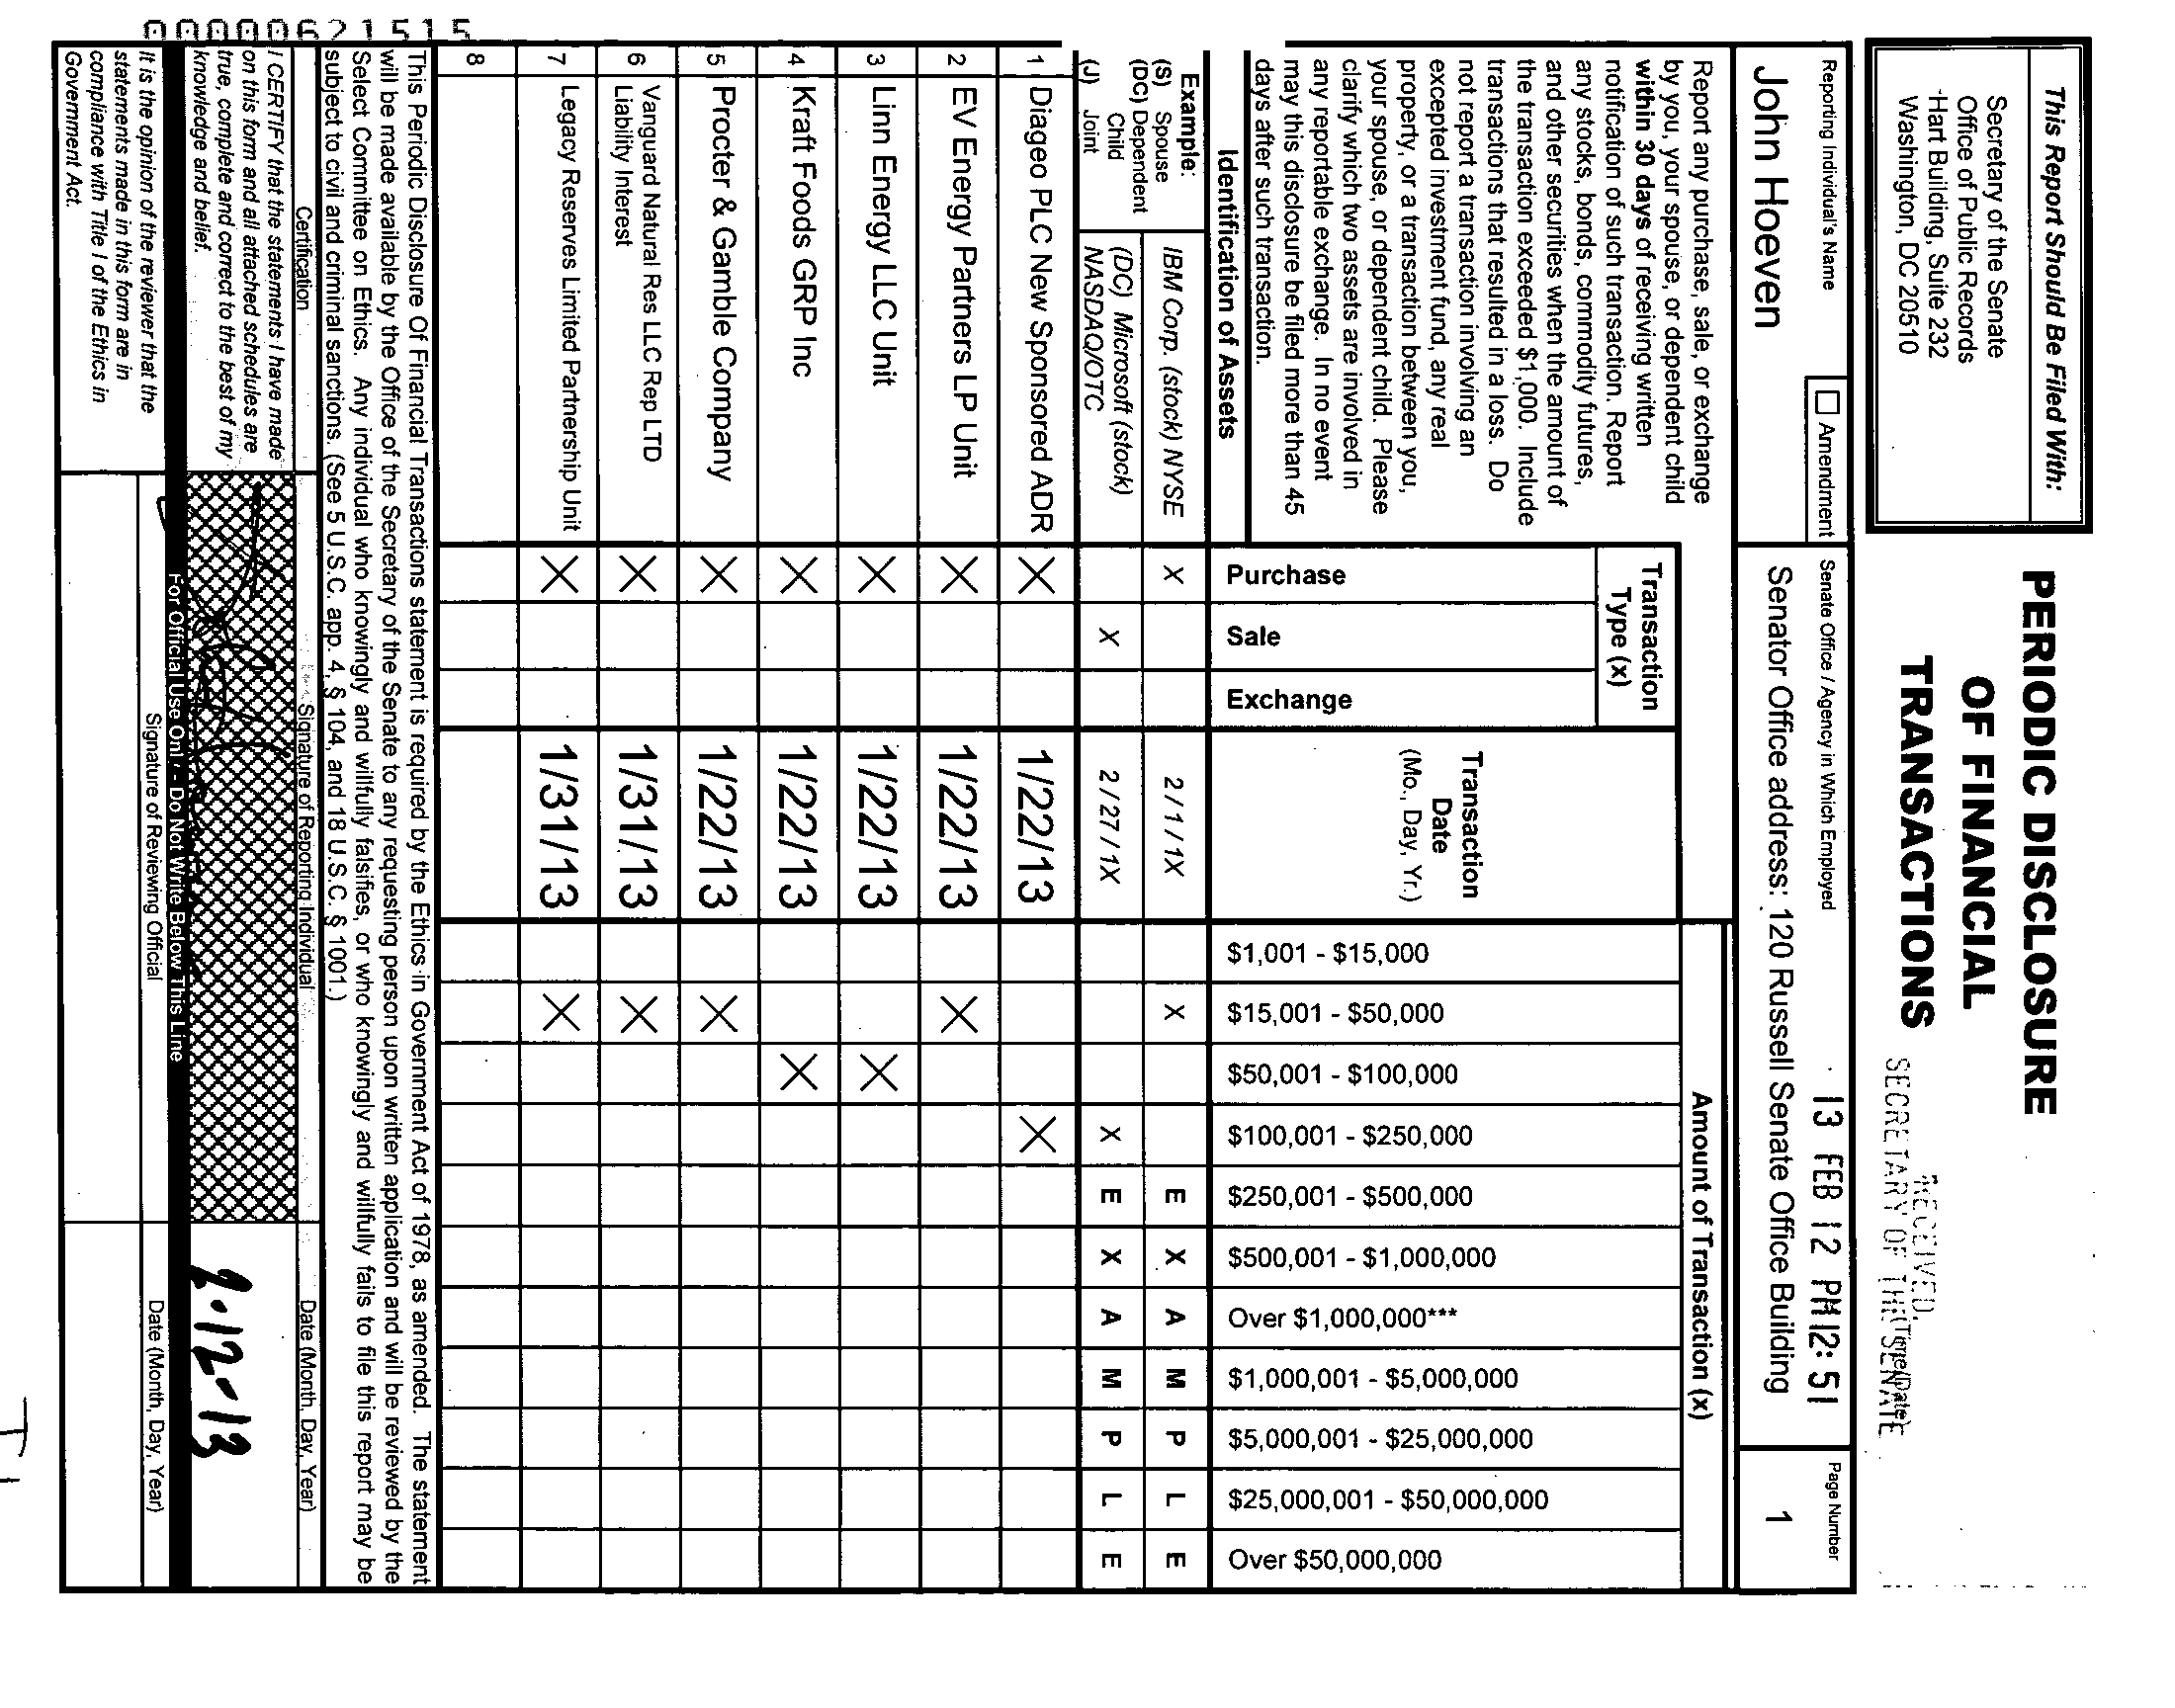 00000621515
This Report Should Be Filed With:
Secretary of the Senate
Office of Public Records
Hart Building, Suite 232
Washington, DC 20510
PERIODIC DISCLOSURE
OF FINANCIAL
TRANSACTIONS
RECEIVED
SECRETARY OF THE SENATE
(Time/Date)
13 FEB 12 PM 12:51
Reporting Individual's Name
John Hoeven
☐ Amendment
Senate Office / Agency in Which Employed
Senator Office address: 120 Russell Senate Office Building
Page Number
1
Report any purchase, sale, or exchange
by you, your spouse, or dependent child
within 30 days of receiving written
notification of such transaction. Report
any stocks, bonds, commodity futures,
and other securities when the amount of
the transaction exceeded $1,000. Include
transactions that resulted in a loss. Do
not report a transaction involving an
excepted investment fund, any real
property, or a transaction between you,
your spouse, or dependent child. Please
clarify which two assets are involved in
any reportable exchange. In no event
may this disclosure be filed more than 45
days after such transaction.
Identification of Assets
Transaction
Type (x)
Purchase
Sale
Exchange
Transaction
Date
(Mo., Day, Yr.)
Amount of Transaction (x)
$1,001 - $15,000
$15,001 - $50,000
$50,001 - $100,000
$100,001 - $250,000
$250,001 - $500,000
$500,001 - $1,000,000
Over $1,000,000***
$1,000,001 - $5,000,000
$5,000,001 - $25,000,000
$25,000,001 - $50,000,000
Over $50,000,000
Example:
(S) Spouse
(DC) Dependent
Child
(J) Joint
IBM Corp. (stock) NYSE X 2 / 1 / 1X X E X A M P L E
(DC) Microsoft (stock)
NASDAQ/OTC X 2 / 27 / 1X X E X A M P L E
1 Diageo PLC New Sponsored ADR X 1/22/13 X
2 EV Energy Partners LP Unit X 1/22/13 X
3 Linn Energy LLC Unit X 1/22/13 X
4 Kraft Foods GRP Inc X 1/22/13 X
5 Procter & Gamble Company X 1/22/13 X
6 Vanguard Natural Res LLC Rep LTD
Liability Interest X 1/31/13 X
7 Legacy Reserves Limited Partnership Unit X 1/31/13 X
8
This Periodic Disclosure Of Financial Transactions statement is required by the Ethics in Government Act of 1978, as amended. The statement
will be made available by the Office of the Secretary of the Senate to any requesting person upon written application and will be reviewed by the
Select Committee on Ethics. Any individual who knowingly and willfully falsifies, or who knowingly and willfully fails to file this report may be
subject to civil and criminal sanctions. (See 5 U.S.C. app. 4, § 104, and 18 U.S.C. § 1001.)
Certification
Signature of Reporting Individual
Date (Month, Day, Year)
I CERTIFY that the statements I have made
on this form and all attached schedules are
true, complete and correct to the best of my
knowledge and belief.
2-12-13
For Official Use Only - Do Not Write Below This Line
It is the opinion of the reviewer that the
statements made in this form are in
compliance with Title I of the Ethics in
Government Act.
Signature of Reviewing Official
Date (Month, Day, Year)